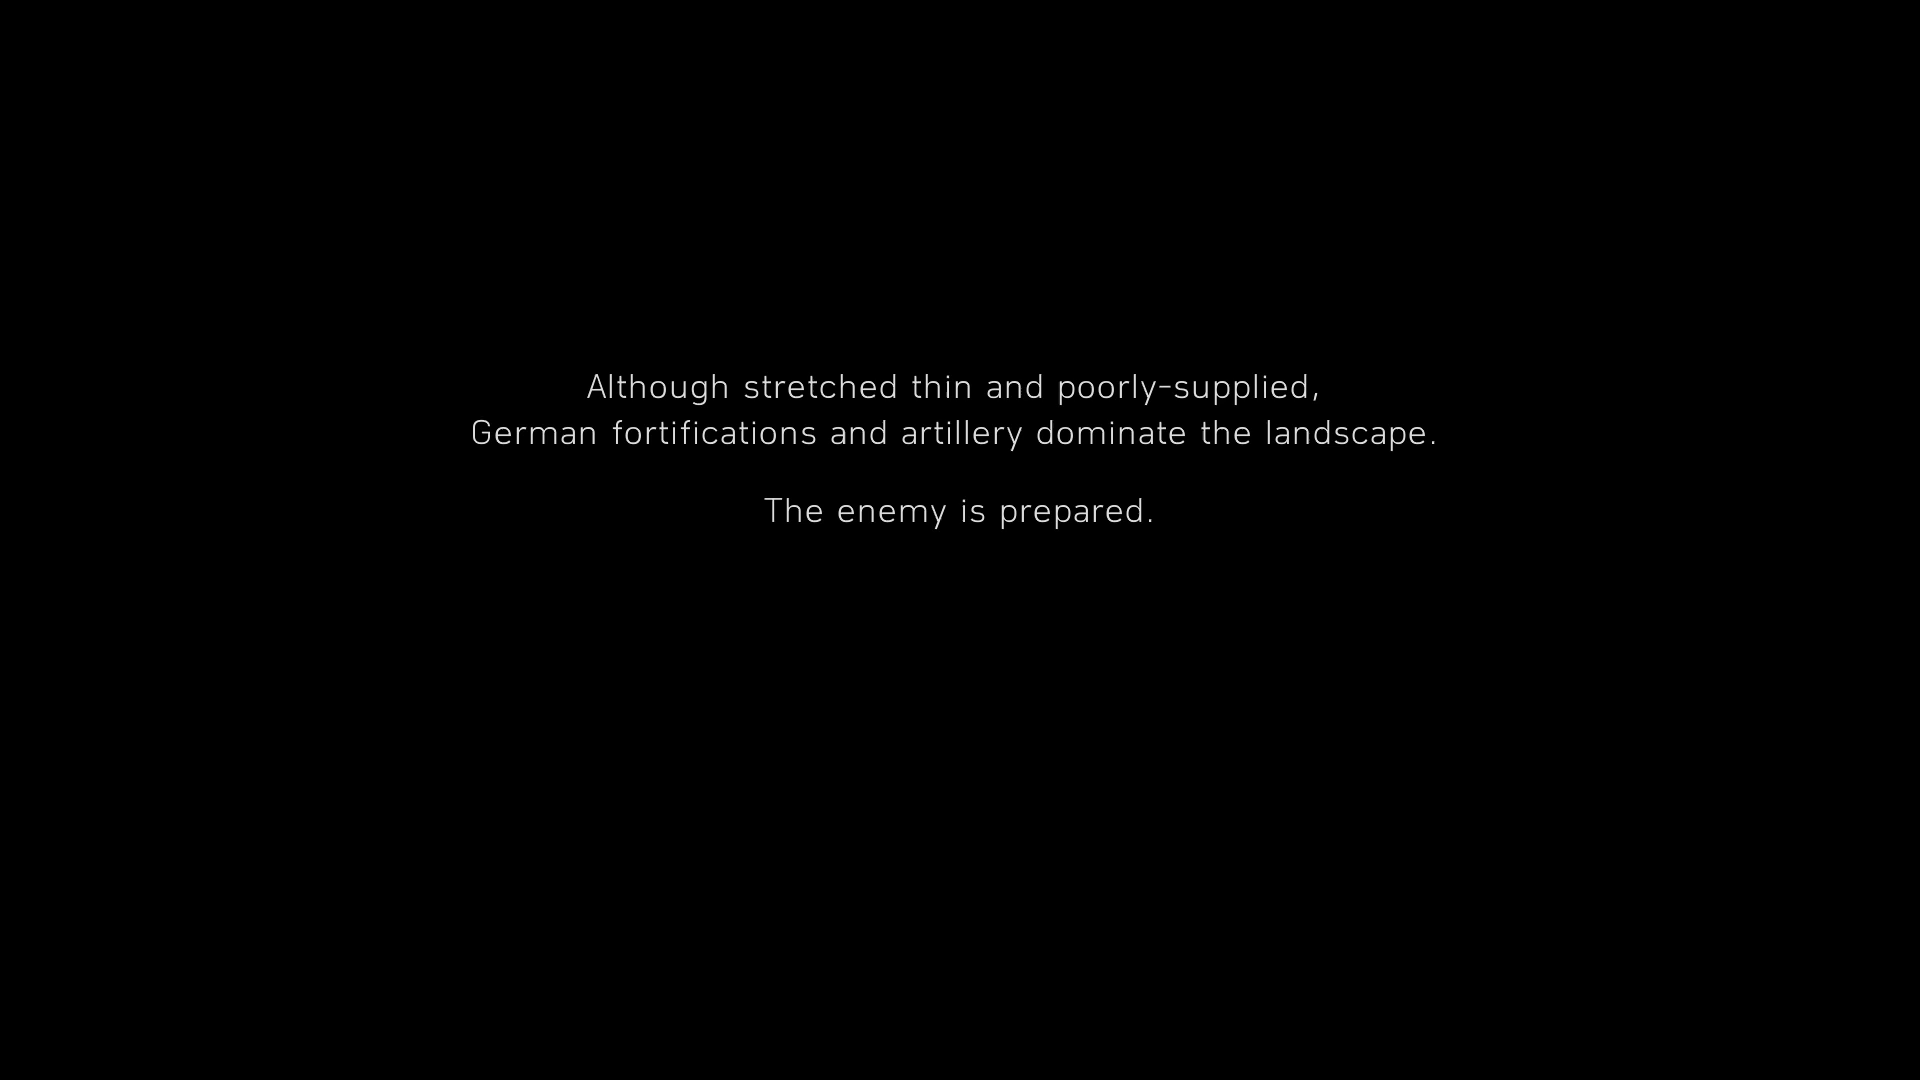 Although stretched thin and poorly-supplied,
German fortifications and artillery dominate the landscape.
The enemy is prepared.